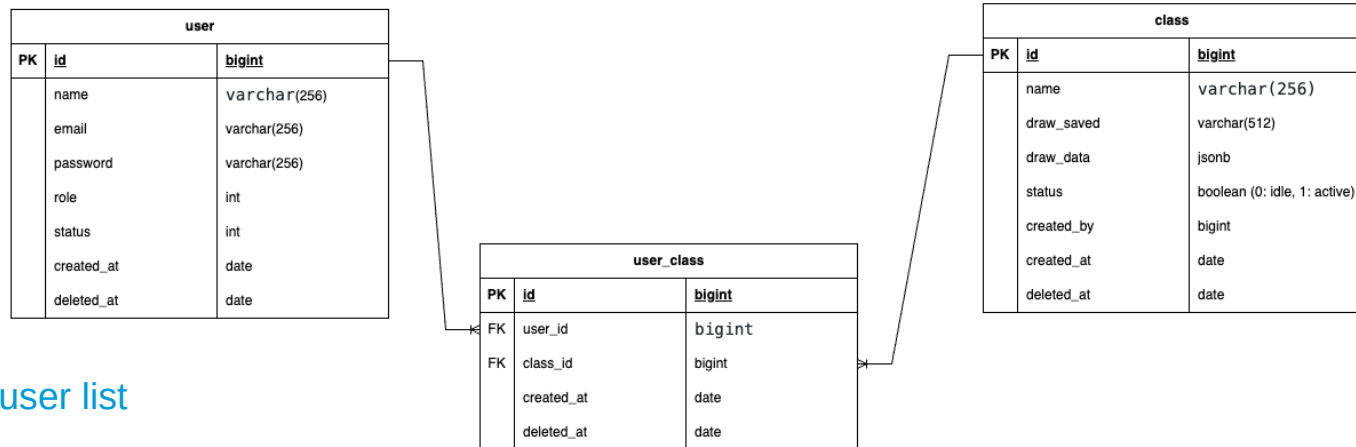 user
PK id bigint
name varchar(256)
email varchar(256)
password varchar(256)
role int
status int
created_at date
deleted_at date
class
PK id bigint
name varchar(256)
draw_saved varchar(512)
draw_data jsonb
status boolean (0: idle, 1: active)
created_by bigint
created_at date
deleted_at date
user_class
PK id bigint
FK user_id bigint
FK class_id bigint
created_at date
deleted_at date
user list